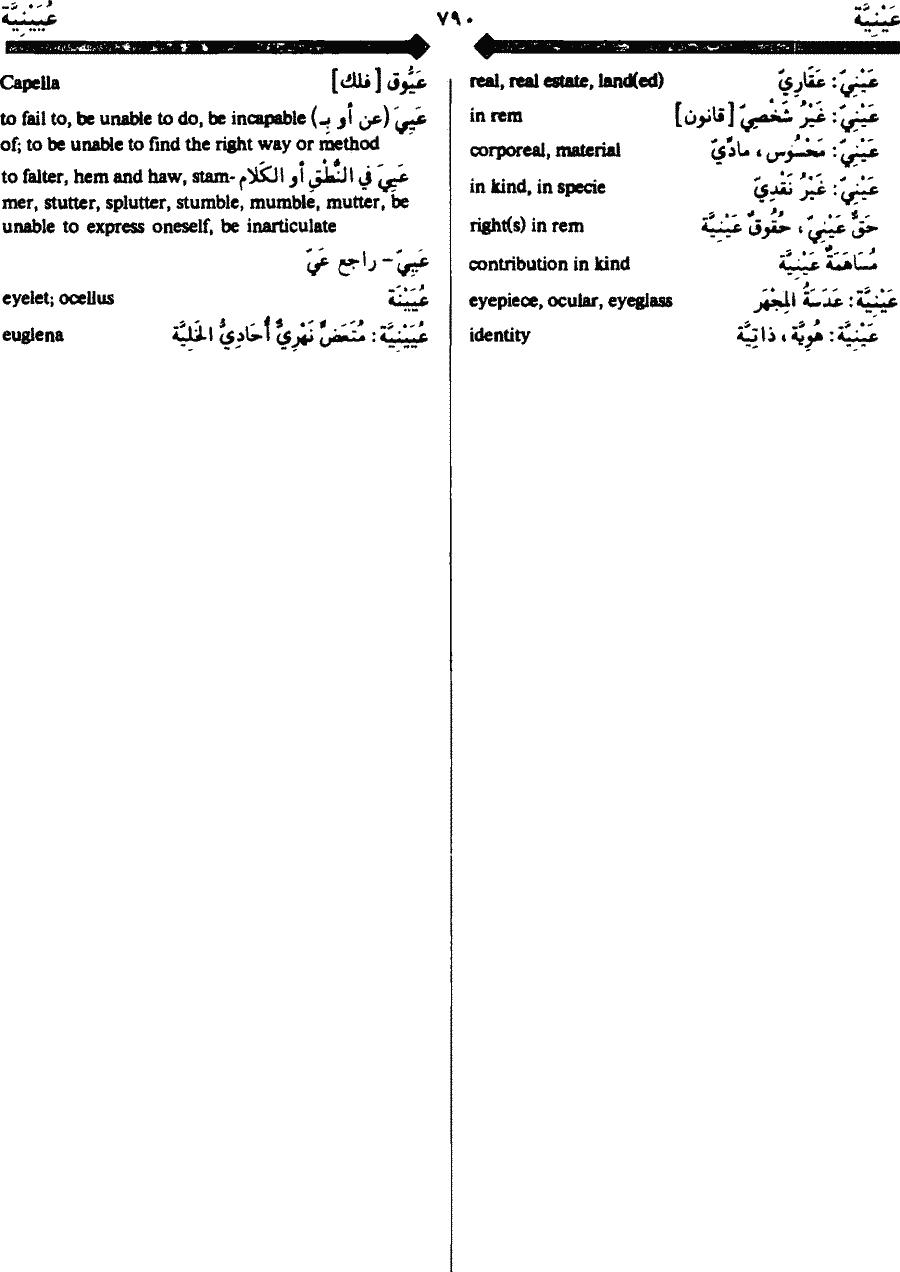 عَيْنِيَّة
٧٩٠
عُيَيْنِيَّة
عَيْنِيّ: عَقَارِيّ real, real estate, land(ed)
عَيْنِيّ: غَيْرُ شَخْصِيّ [قانون] in rem
عَيْنِيّ: مَحْسُوس، مادِّيّ corporeal, material
عَيْنِيّ: غَيْرُ نَقْدِيّ in kind, in specie
حَقٌّ عَيْنِيّ، حُقُوقٌ عَيْنِيَّة right(s) in rem
مُسَاهَمَةٌ عَيْنِيَّة contribution in kind
عَيْنِيَّة: عَدَسَةُ المِجْهَر eyepiece, ocular, eyeglass
عَيْنِيَّة: هُوِيَّة، ذاتِيَّة identity
عَيُّوق [فلك] Capella
عَيِيَ (عن أو بِـ) to fail to, be unable to do, be incapable
of; to be unable to find the right way or method
عَيِيَ في النُّطْقِ أو الكَلام to falter, hem and haw, stam-
mer, stutter, splutter, stumble, mumble, mutter, be
unable to express oneself, be inarticulate
عَيِيّ - راجع عَيّ
عُيَيْنَة eyelet; ocellus
عُيَيْنِيَّة: مُتَعَضٍّ نَهْرِيٌّ أُحَادِيُّ الخَلِيَّة euglena